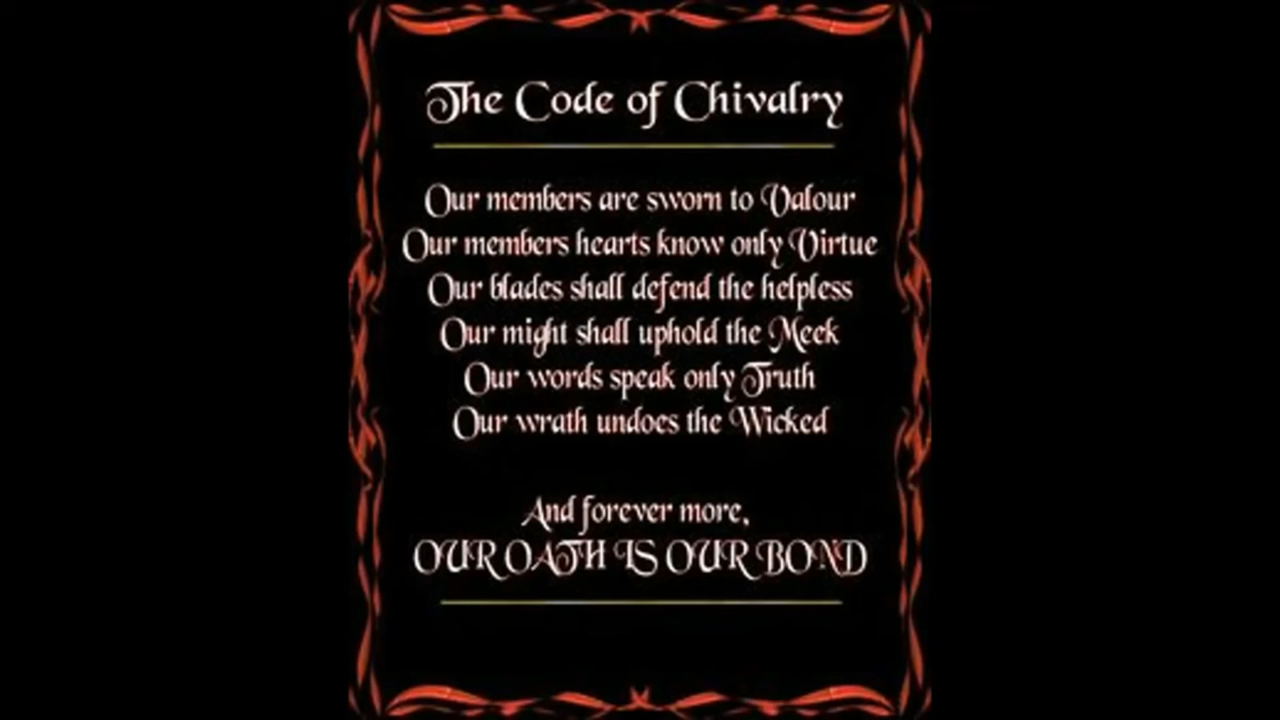 The Code of Chivalry
Our members are sworn to Valour
Our members hearts know only Virtue
Our blades shall defend the helpless
Our might shall uphold the Meek
Our words speak only Truth
Our wrath undoes the Wicked
And forever more,
OUR OATH IS OUR BOND